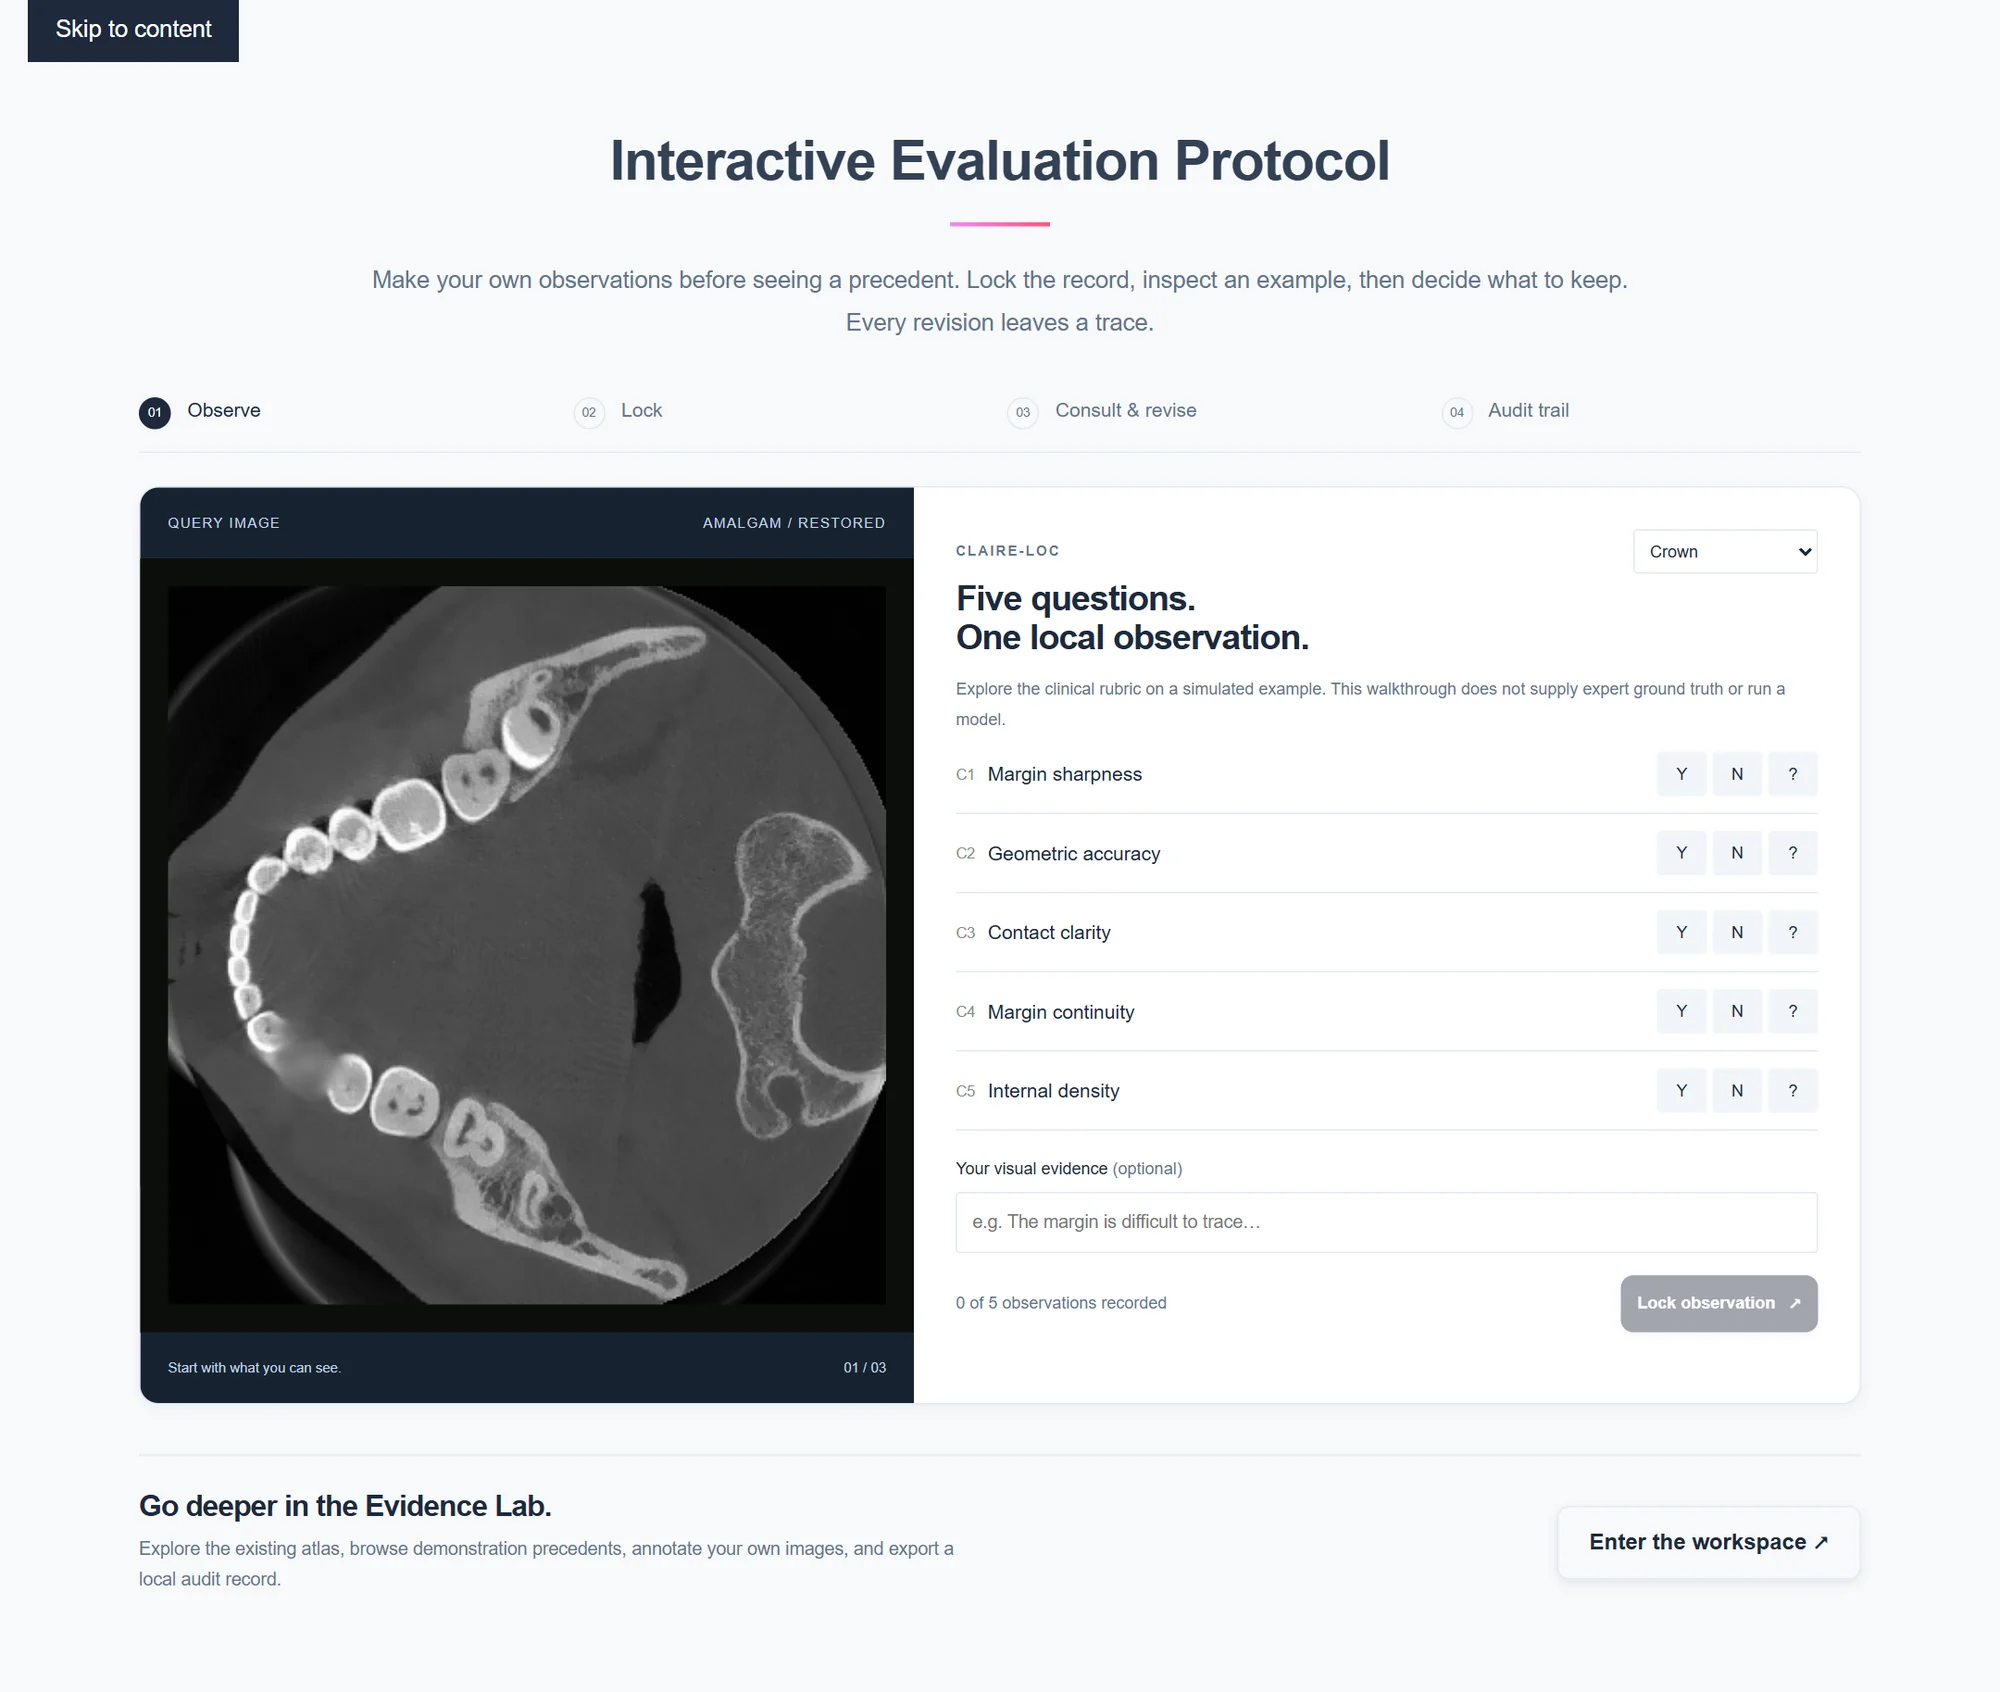 Skip to content
Interactive Evaluation Protocol
Make your own observations before seeing a precedent. Lock the record, inspect an example, then decide what to keep.
Every revision leaves a trace.
01 Observe
02 Lock
03 Consult & revise
04 Audit trail
QUERY IMAGE
AMALGAM / RESTORED
Start with what you can see.
01 / 03
CLAIRE-LOC
Crown
Five questions.
One local observation.
Explore the clinical rubric on a simulated example. This walkthrough does not supply expert ground truth or run a
model.
C1 Margin sharpness Y N ?
C2 Geometric accuracy Y N ?
C3 Contact clarity Y N ?
C4 Margin continuity Y N ?
C5 Internal density Y N ?
Your visual evidence (optional)
e.g. The margin is difficult to trace…
0 of 5 observations recorded
Lock observation ↗
Go deeper in the Evidence Lab.
Explore the existing atlas, browse demonstration precedents, annotate your own images, and export a
local audit record.
Enter the workspace ↗